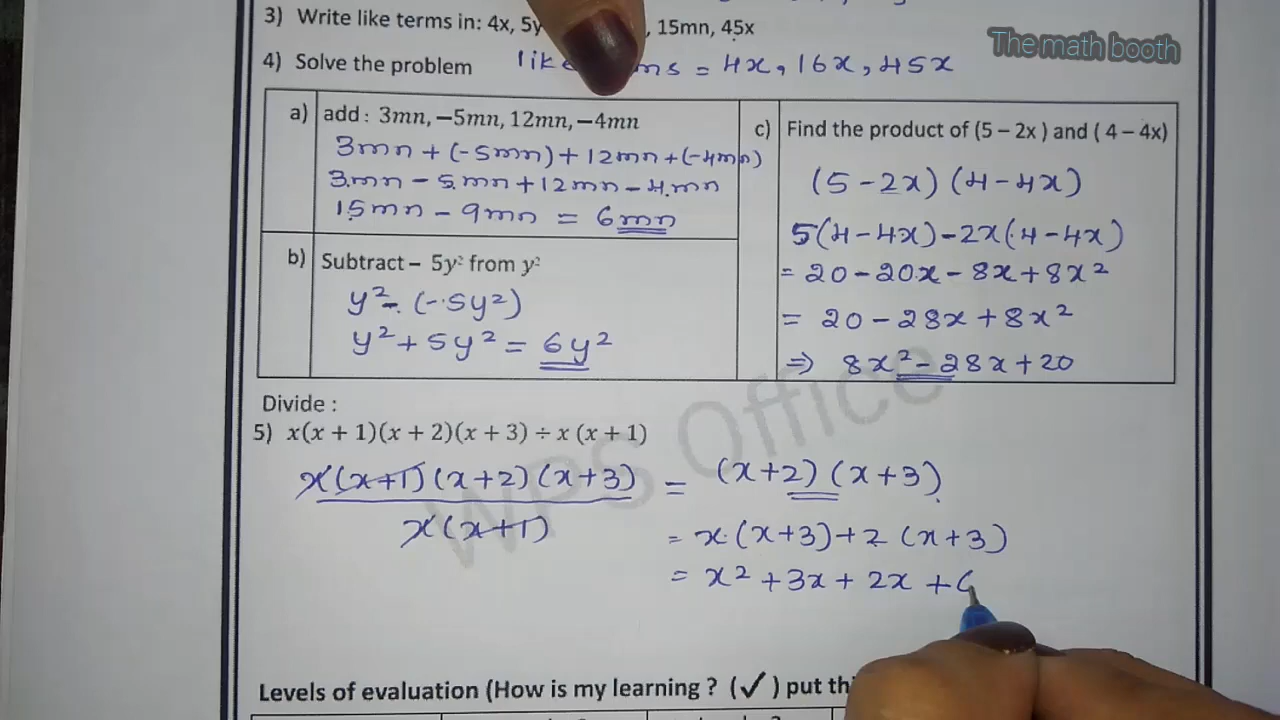 3) Write like terms in: 4x, 5y , 15mn, 45x
The math booth
4) Solve the problem
like ms = 4x, 16x, 45x
a) add : 3mn, −5mn, 12mn, −4mn
3mn + (-5mn) + 12mn + (-4mn)
3mn - 5mn + 12mn - 4mn
15mn - 9mn = 6mn
b) Subtract − 5y² from y²
y² - (-5y²)
y² + 5y² = 6y²
c) Find the product of (5 − 2x ) and ( 4 − 4x)
(5 - 2x) (4 - 4x)
5(4 - 4x) - 2x(4 - 4x)
= 20 - 20x - 8x + 8x²
= 20 - 28x + 8x²
⇒ 8x² - 28x + 20
Divide :
5) x(x + 1)(x + 2)(x + 3) ÷ x (x + 1)
x(x+1)(x+2)(x+3) = (x+2)(x+3)
x(x+1)
= x(x+3) + 2(x+3)
= x² + 3x + 2x +
WPS Office
Levels of evaluation (How is my learning ? (✓) put thi